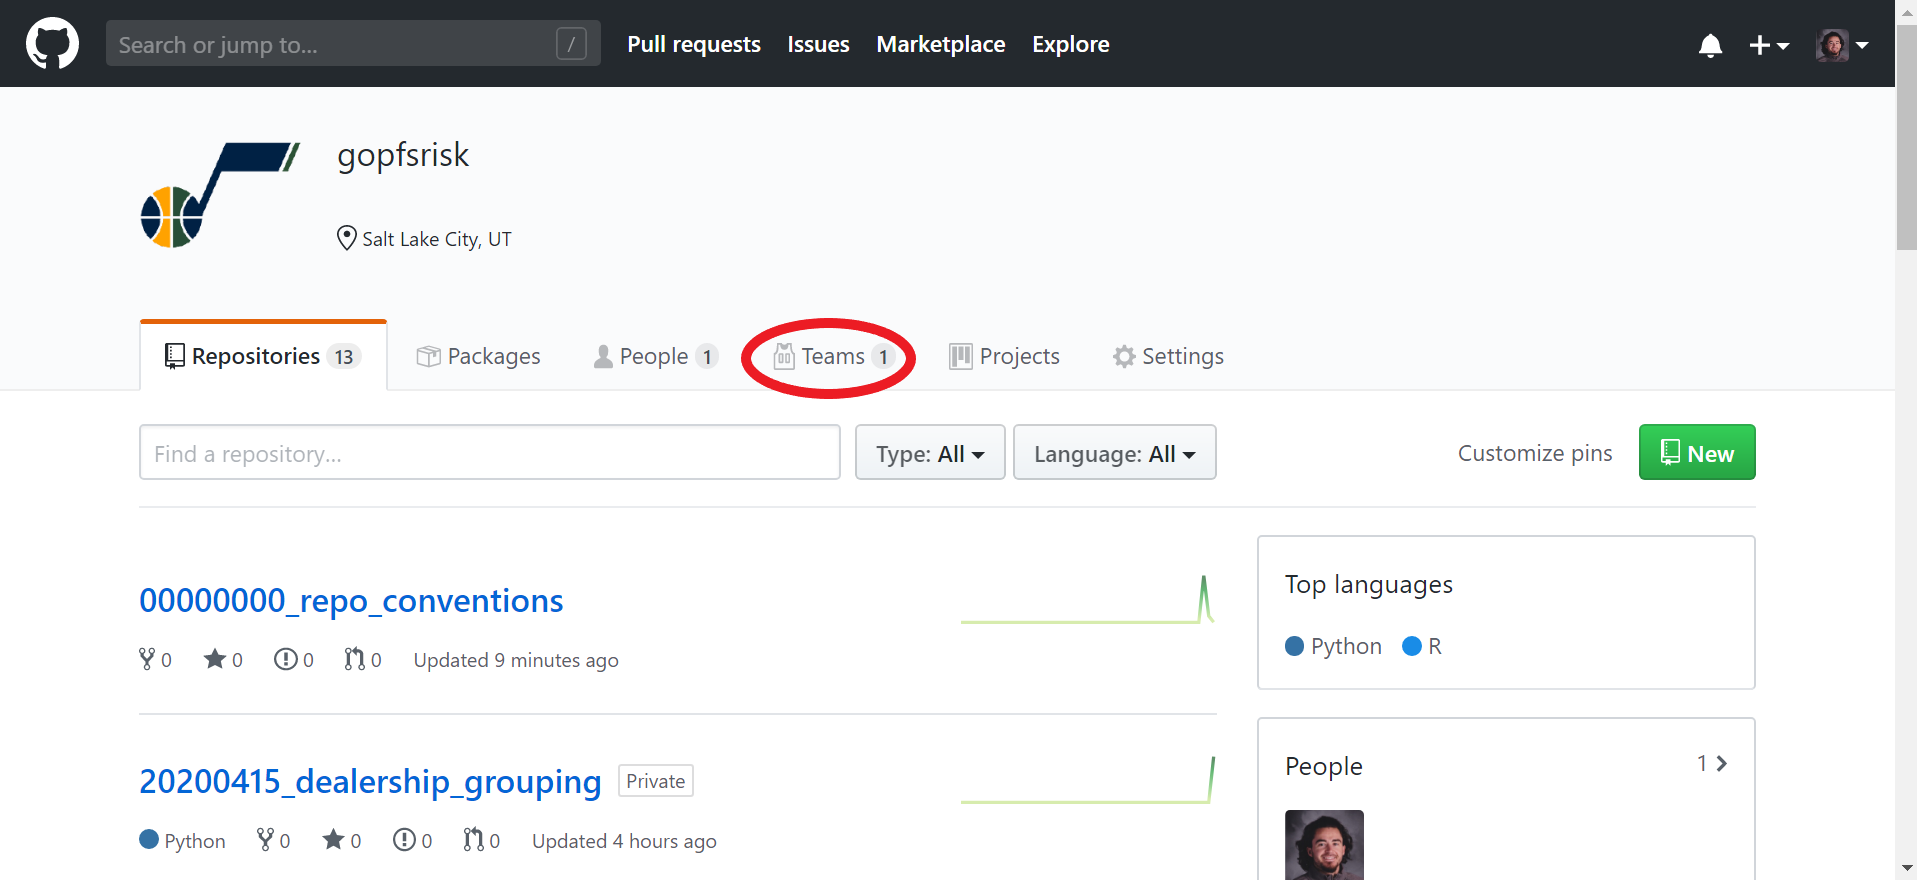 Search or jump to... / Pull requests Issues Marketplace Explore
gopfsrisk
Salt Lake City, UT
Repositories 13 Packages People 1 Teams 1 Projects Settings
Find a repository... Type: All Language: All Customize pins New
00000000_repo_conventions
0 0 0 0 Updated 9 minutes ago
Top languages
Python R
20200415_dealership_grouping Private
Python 0 0 0 0 Updated 4 hours ago
People 1